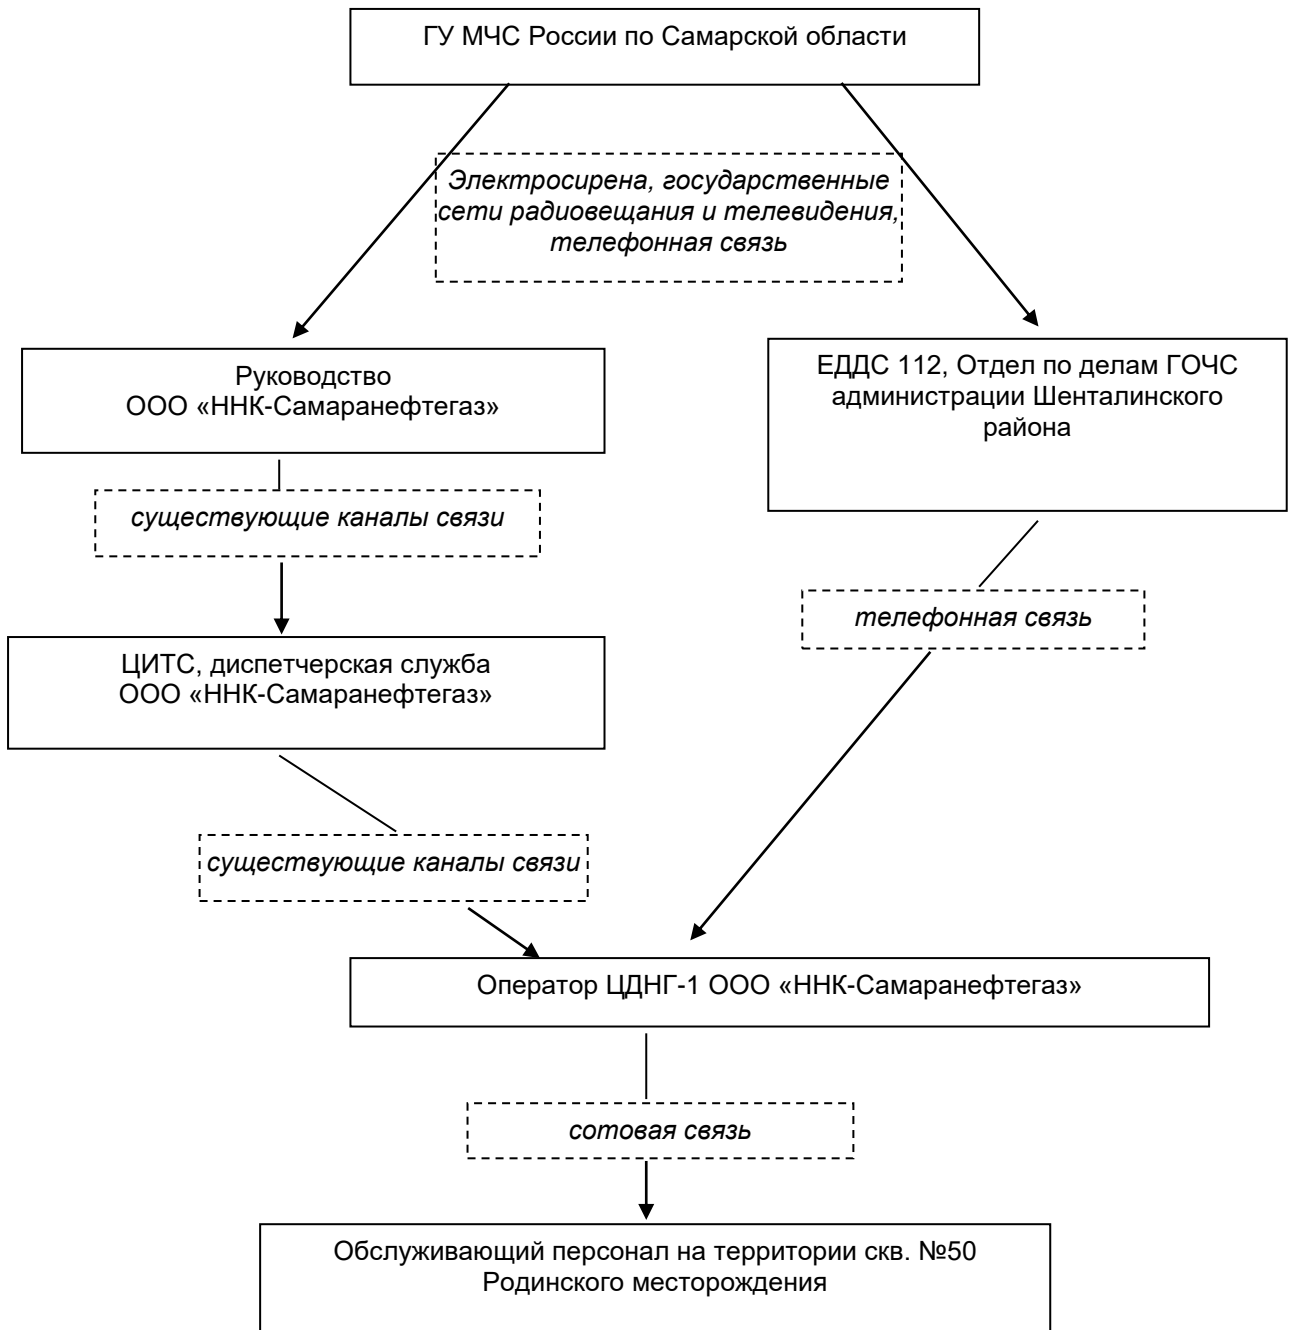 ГУ МЧС России по Самарской области
Электросирена, государственные
сети радиовещания и телевидения,
телефонная связь
Руководство
ООО «ННК-Самаранефтегаз»
ЕДДС 112, Отдел по делам ГОЧС
администрации Шенталинского
района
существующие каналы связи
телефонная связь
ЦИТС, диспетчерская служба
ООО «ННК-Самаранефтегаз»
существующие каналы связи
Оператор ЦДНГ-1 ООО «ННК-Самаранефтегаз»
сотовая связь
Обслуживающий персонал на территории скв. №50
Родинского месторождения